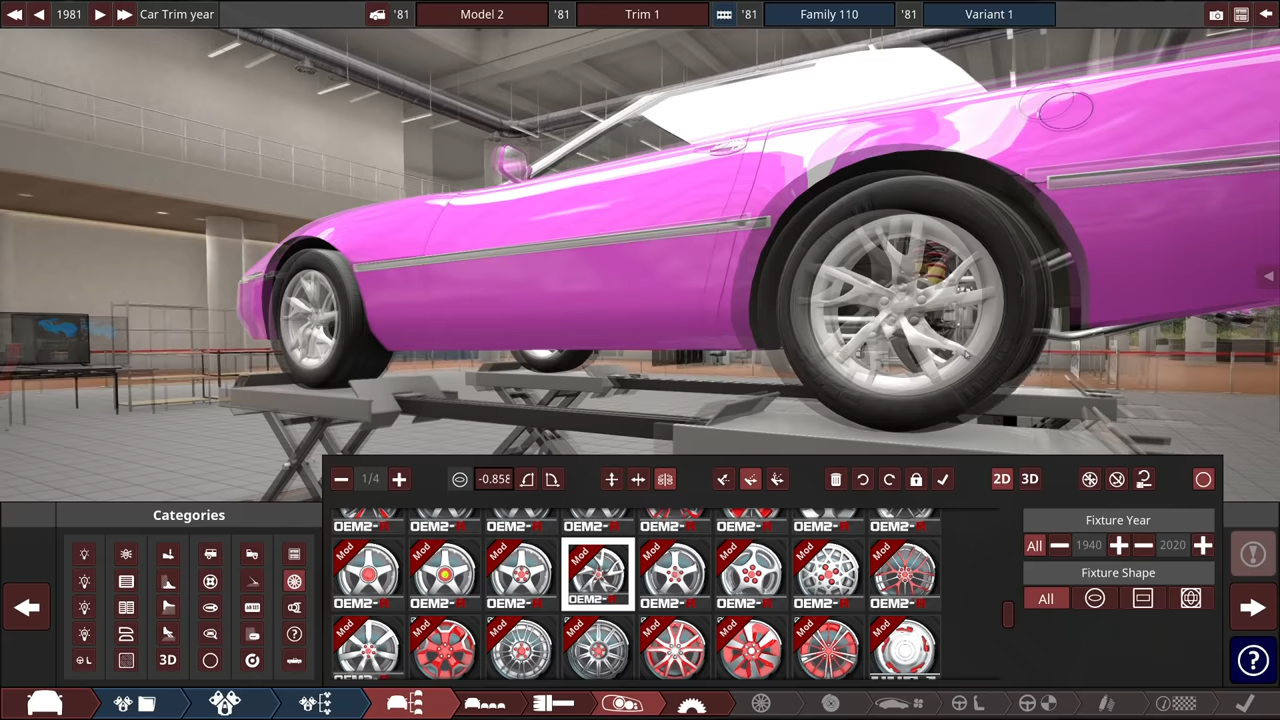 1981 Car Trim year '81 Model 2 '81 Trim 1 '81 Family 110 '81 Variant 1
1/4 -0.858 2D 3D
Categories
L 3D
OEM2-R OEM2-R OEM2-R OEM2-R OEM2-R OEM2-R OEM2-R OEM2-R
Mod Mod Mod Mod Mod Mod Mod Mod
OEM2-R OEM2-R OEM2-R OEM2-R OEM2-R OEM2-R OEM2-R OEM2-R
Mod Mod Mod Mod Mod Mod Mod Mod
Fixture Year
All 1940 2020
Fixture Shape
All